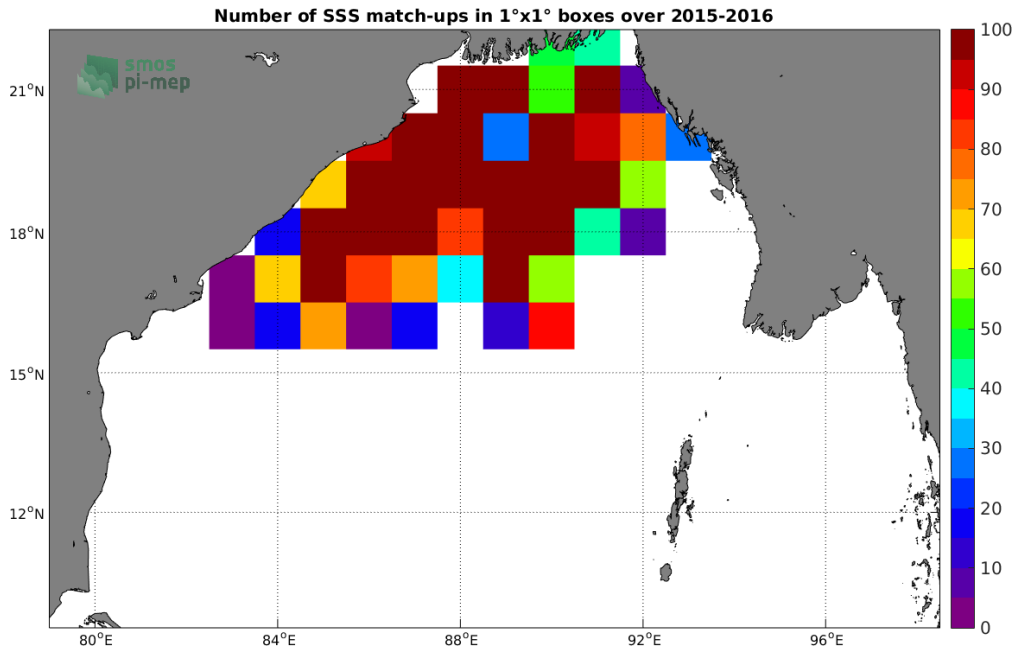 Number of SSS match-ups in 1°x1° boxes over 2015-2016
smos
pi-mep
21°N
18°N
15°N
12°N
80°E
84°E
88°E
92°E
96°E
100
90
80
70
60
50
40
30
20
10
0